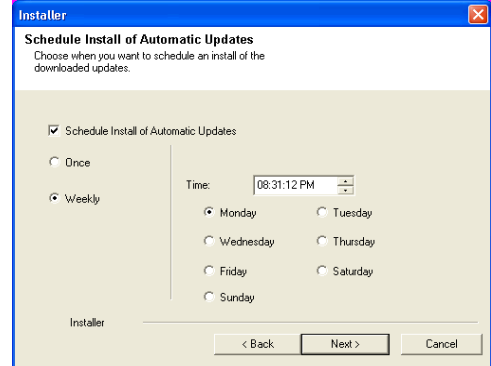 Installer
Schedule Install of Automatic Updates
Choose when you want to schedule an install of the
downloaded updates.
Schedule Install of Automatic Updates
Once
Weekly
Time: 08:31:12 PM
Monday Tuesday
Wednesday Thursday
Friday Saturday
Sunday
Installer
< Back Next > Cancel